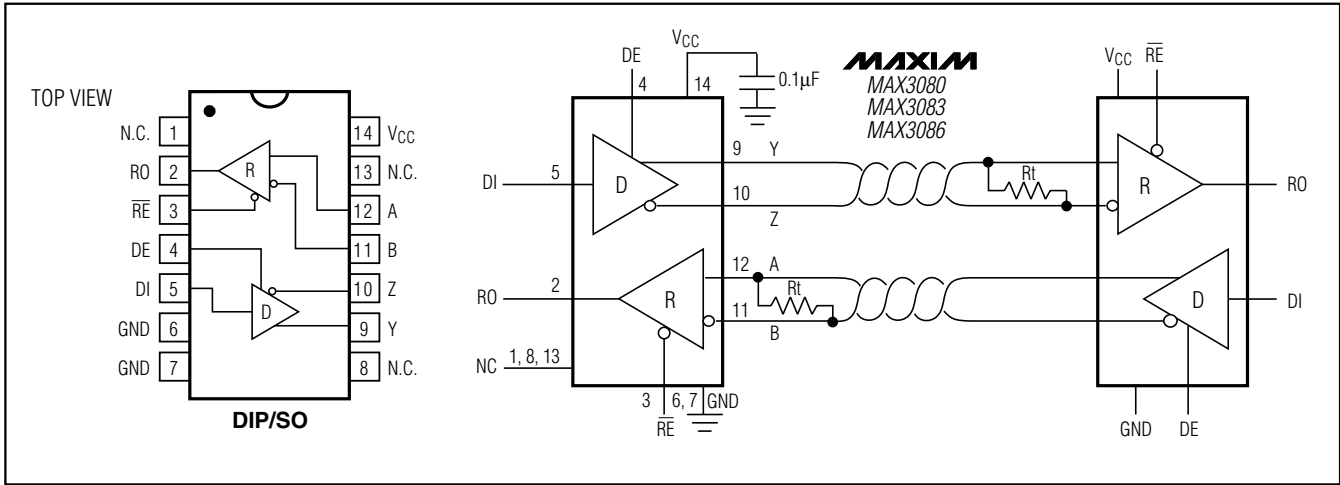 TOP VIEW
N.C. 1
RO 2
R̅E̅ 3
DE 4
DI 5
GND 6
GND 7
14 VCC
13 N.C.
12 A
11 B
10 Z
9 Y
8 N.C.
R
D
DIP/SO
DE
4
VCC
14
0.1µF
MAXIM
MAX3080
MAX3083
MAX3086
DI 5
D
9 Y
10
Z
Rt
RO 2
R
12 A
Rt
11
B
NC 1, 8, 13
3
R̅E̅
6, 7 GND
VCC R̅E̅
R
RO
D
DI
GND DE